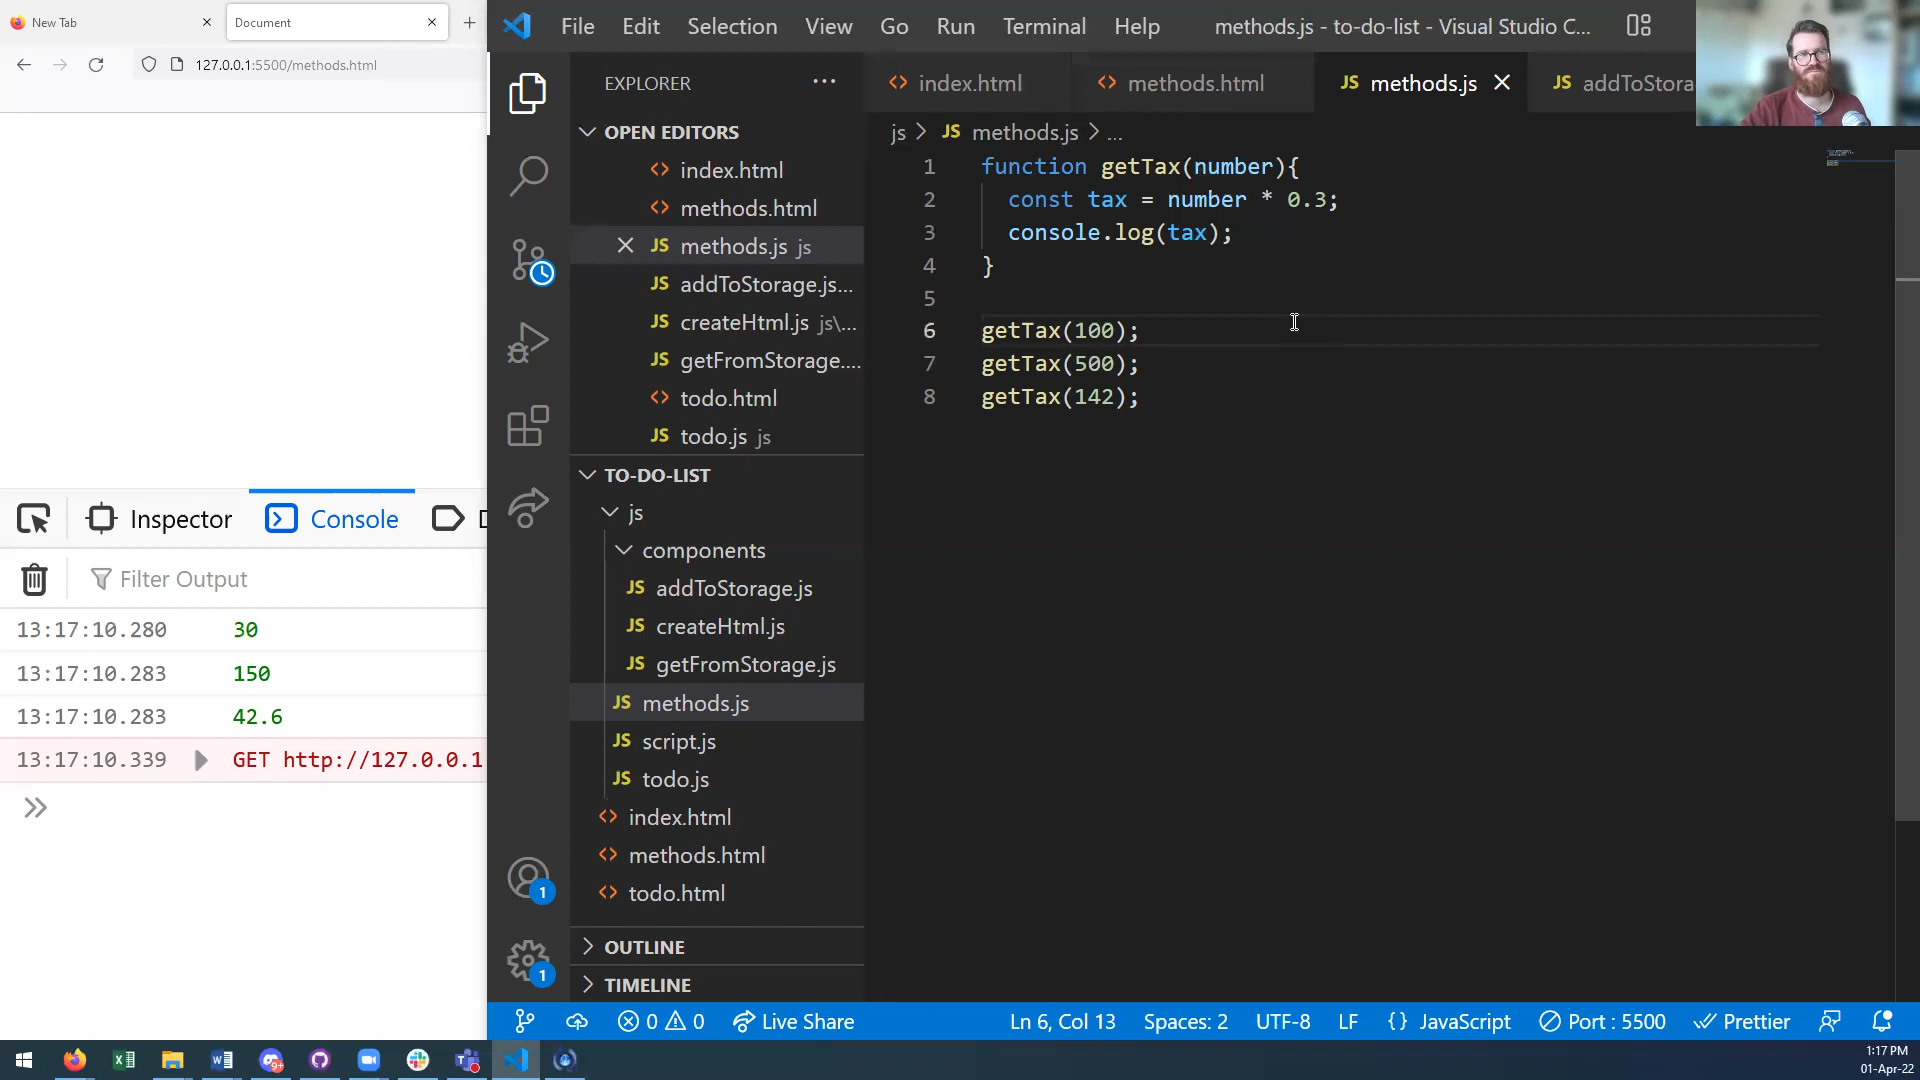 New Tab
Document
127.0.0.1:5500/methods.html
Inspector
Console
Filter Output
13:17:10.280 30
13:17:10.283 150
13:17:10.283 42.6
13:17:10.339 GET http://127.0.0.1
File Edit Selection View Go Run Terminal Help
methods.js - to-do-list - Visual Studio C...
EXPLORER
OPEN EDITORS
index.html
methods.html
methods.js js
addToStorage.js...
createHtml.js js\...
getFromStorage....
todo.html
todo.js js
TO-DO-LIST
js
components
addToStorage.js
createHtml.js
getFromStorage.js
methods.js
script.js
todo.js
index.html
methods.html
todo.html
OUTLINE
TIMELINE
index.html
methods.html
JS methods.js
JS addToStora
js > JS methods.js > ...
1 function getTax(number){
2 const tax = number * 0.3;
3 console.log(tax);
4 }
5
6 getTax(100);
7 getTax(500);
8 getTax(142);
0 0 Live Share Ln 6, Col 13 Spaces: 2 UTF-8 LF {} JavaScript Port : 5500 Prettier
1:17 PM
01-Apr-22